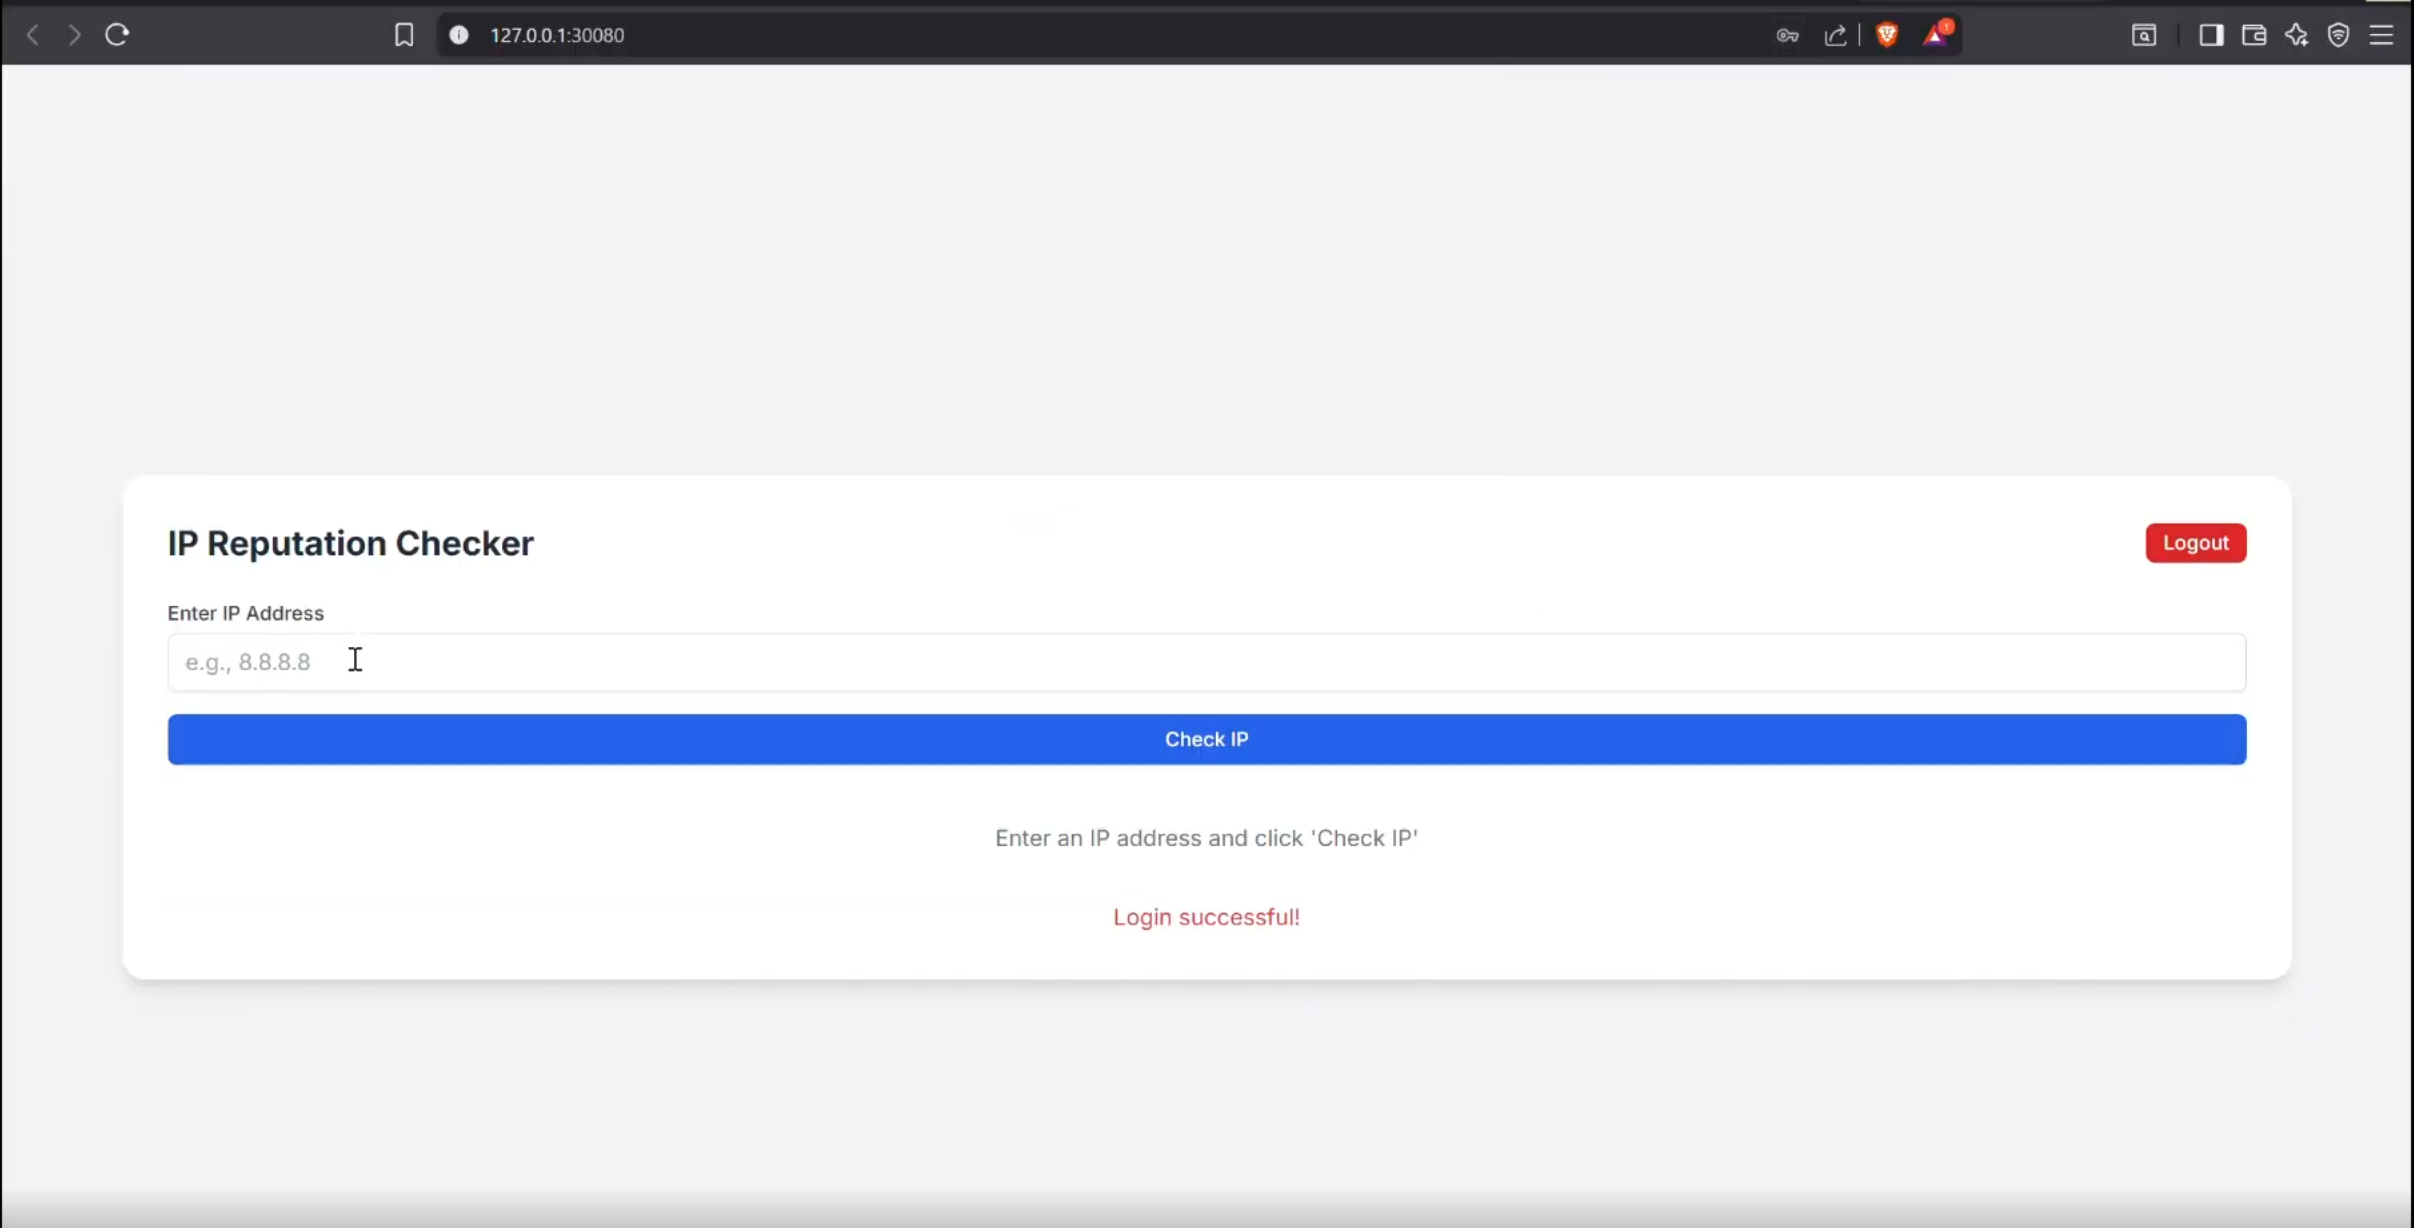 127.0.0.1:30080
IP Reputation Checker
Logout
Enter IP Address
e.g., 8.8.8.8
Check IP
Enter an IP address and click 'Check IP'
Login successful!